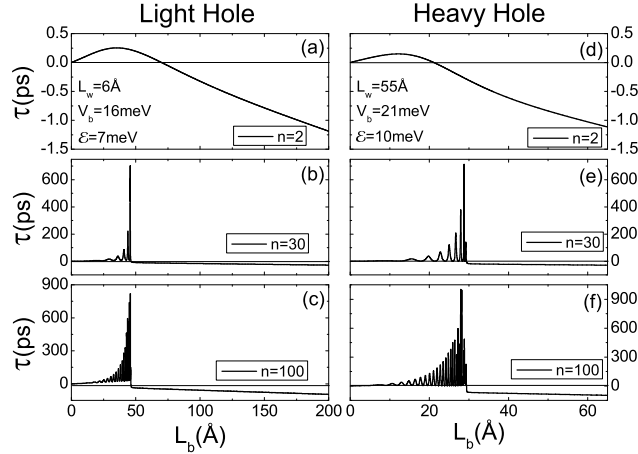 Light Hole
Heavy Hole
0.5
0.0
-0.5
-1.0
-1.5
τ(ps)
(a)
L_w=6Å
V_b=16meV
ℰ=7meV
n=2
(d)
L_w=55Å
V_b=21meV
ℰ=10meV
n=2
0.5
0.0
-0.5
-1.0
-1.5
τ(ps)
600
400
200
0
τ(ps)
(b)
n=30
(e)
n=30
600
400
200
0
τ(ps)
900
600
300
0
τ(ps)
(c)
n=100
(f)
n=100
900
600
300
0
τ(ps)
0 50 100 150 200
0 20 40 60
L_b(Å)
L_b(Å)